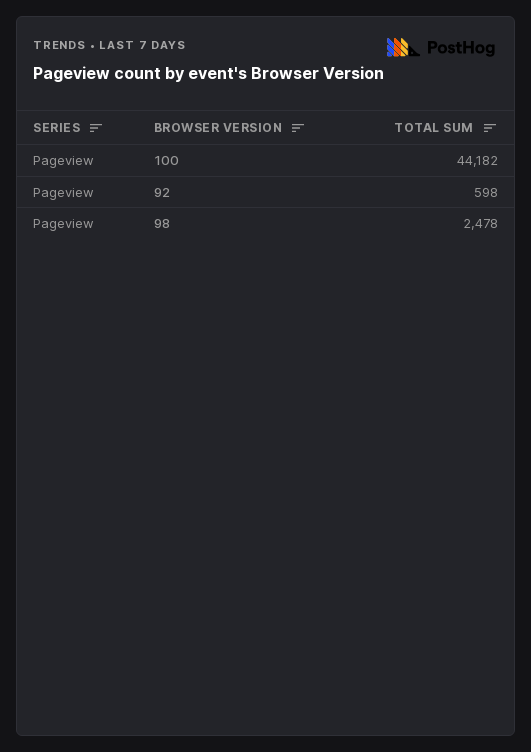 TRENDS • LAST 7 DAYS
PostHog
Pageview count by event's Browser Version
SERIES BROWSER VERSION TOTAL SUM
Pageview 100 44,182
Pageview 92 598
Pageview 98 2,478